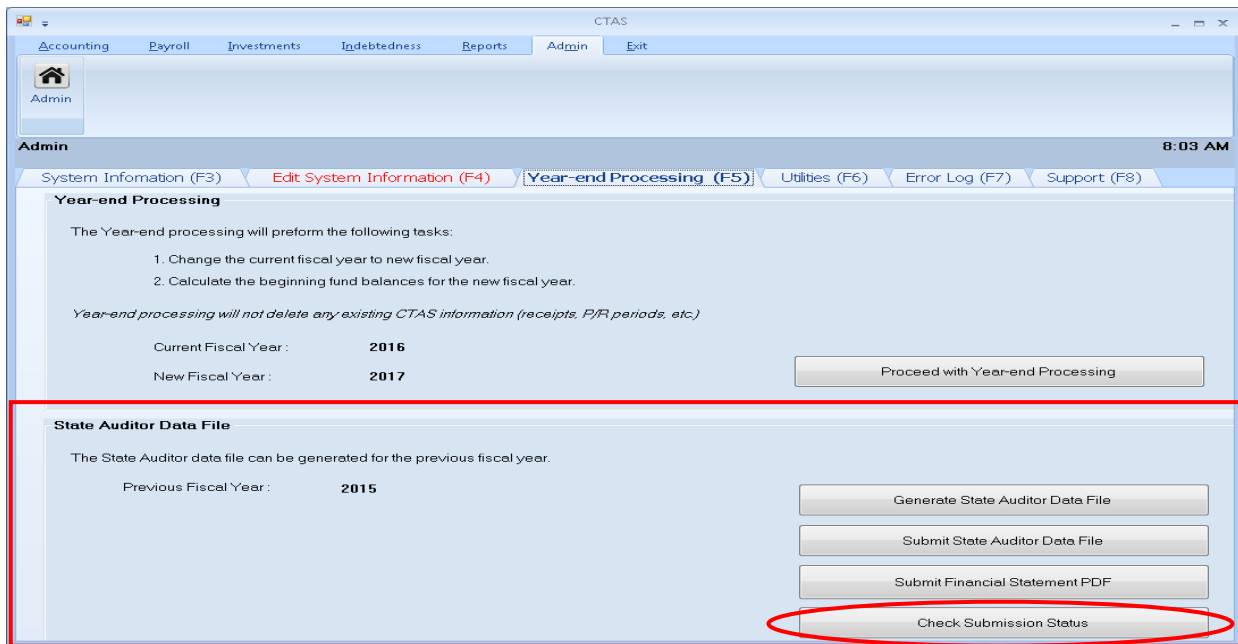 CTAS
Accounting Payroll Investments Indebtedness Reports Admin Exit
Admin
Admin 8:03 AM
System Infomation (F3) Edit System Information (F4) Year-end Processing (F5) Utilities (F6) Error Log (F7) Support (F8)
Year-end Processing
The Year-end processing will preform the following tasks:
1. Change the current fiscal year to new fiscal year.
2. Calculate the beginning fund balances for the new fiscal year.
Year-end processing will not delete any existing CTAS information (receipts, P/R periods, etc.)
Current Fiscal Year : 2016
New Fiscal Year : 2017
Proceed with Year-end Processing
State Auditor Data File
The State Auditor data file can be generated for the previous fiscal year.
Previous Fiscal Year : 2015
Generate State Auditor Data File
Submit State Auditor Data File
Submit Financial Statement PDF
Check Submission Status